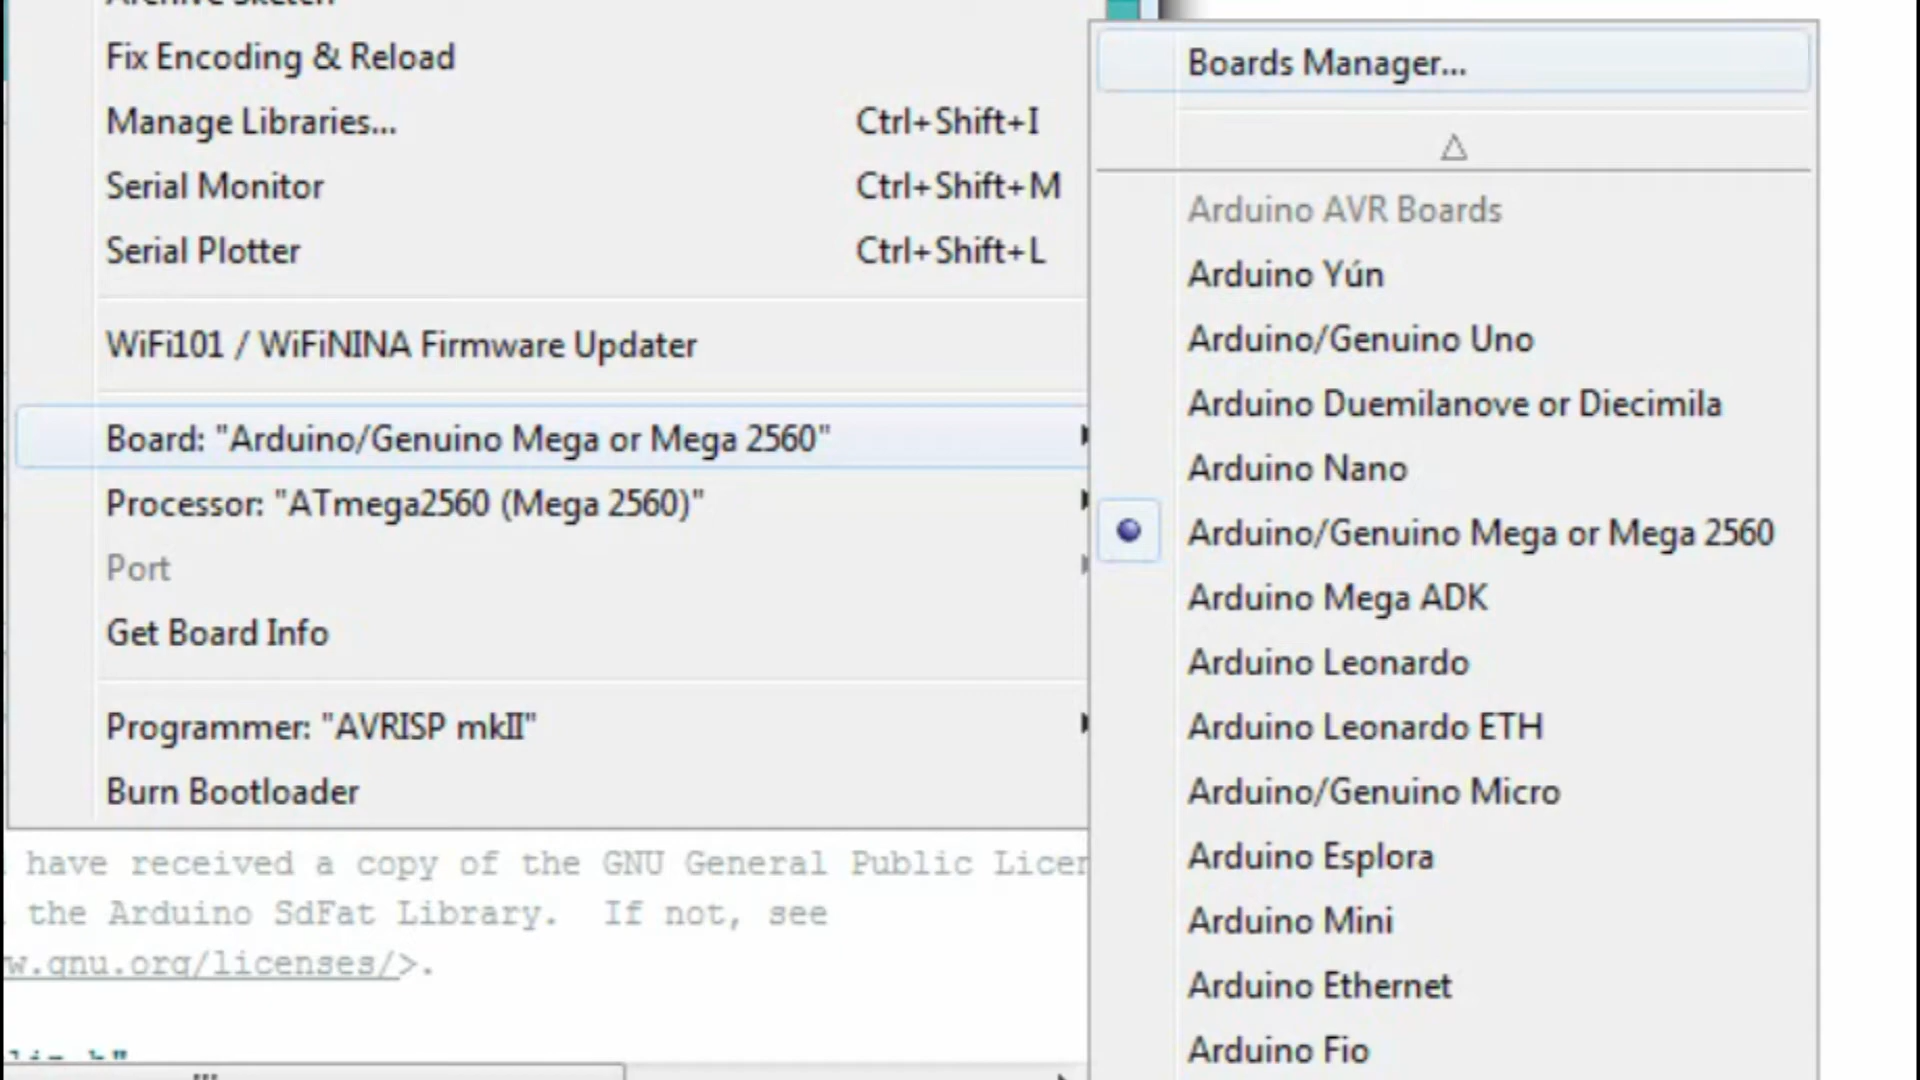 Archive Sketch
Fix Encoding & Reload
Manage Libraries... Ctrl+Shift+I
Serial Monitor Ctrl+Shift+M
Serial Plotter Ctrl+Shift+L
WiFi101 / WiFiNINA Firmware Updater
Board: "Arduino/Genuino Mega or Mega 2560"
Processor: "ATmega2560 (Mega 2560)"
Port
Get Board Info
Programmer: "AVRISP mkII"
Burn Bootloader
have received a copy of the GNU General Public Licen
the Arduino SdFat Library. If not, see
w.gnu.org/licenses/>.
Boards Manager...
Arduino AVR Boards
Arduino Yún
Arduino/Genuino Uno
Arduino Duemilanove or Diecimila
Arduino Nano
Arduino/Genuino Mega or Mega 2560
Arduino Mega ADK
Arduino Leonardo
Arduino Leonardo ETH
Arduino/Genuino Micro
Arduino Esplora
Arduino Mini
Arduino Ethernet
Arduino Fio